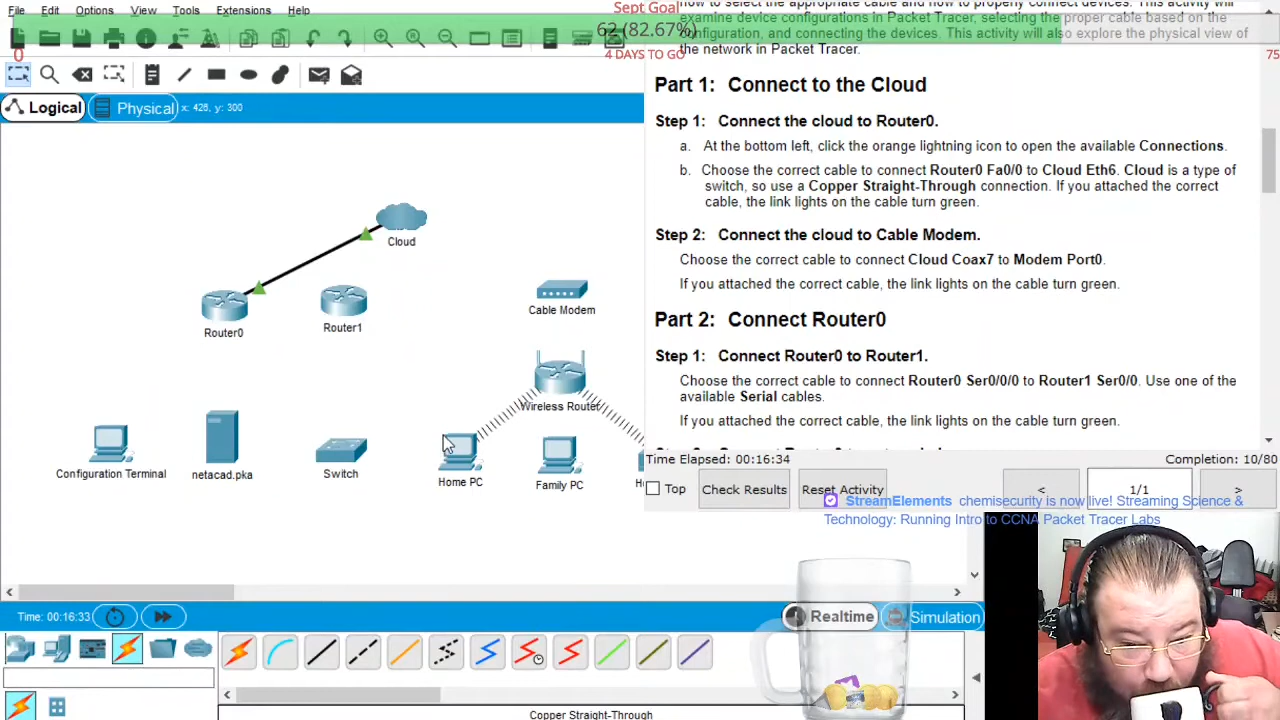 File Edit Options View Tools Extensions Help
Sept Goal
62 (82.67%)
4 DAYS TO GO
0
75
how to select the appropriate cable and how to properly connect devices. This activity will
examine device configurations in Packet Tracer, selecting the proper cable based on the
configuration, and connecting the devices. This activity will also explore the physical view of
the network in Packet Tracer.
Logical
Physical
x: 428, y: 300
Part 1: Connect to the Cloud
Step 1: Connect the cloud to Router0.
a. At the bottom left, click the orange lightning icon to open the available Connections.
b. Choose the correct cable to connect Router0 Fa0/0 to Cloud Eth6. Cloud is a type of
switch, so use a Copper Straight-Through connection. If you attached the correct
cable, the link lights on the cable turn green.
Step 2: Connect the cloud to Cable Modem.
Choose the correct cable to connect Cloud Coax7 to Modem Port0.
If you attached the correct cable, the link lights on the cable turn green.
Part 2: Connect Router0
Step 1: Connect Router0 to Router1.
Choose the correct cable to connect Router0 Ser0/0/0 to Router1 Ser0/0. Use one of the
available Serial cables.
If you attached the correct cable, the link lights on the cable turn green.
Cloud
Router0
Router1
Cable Modem
Wireless Router
Configuration Terminal
netacad.pka
Switch
Home PC
Family PC
Time Elapsed: 00:16:34
Completion: 10/80
Top
Check Results
Reset Activity
<
1/1
>
StreamElements chemisecurity is now live! Streaming Science &
Technology: Running Intro to CCNA Packet Tracer Labs
Time: 00:16:33
Realtime
Simulation
Copper Straight-Through